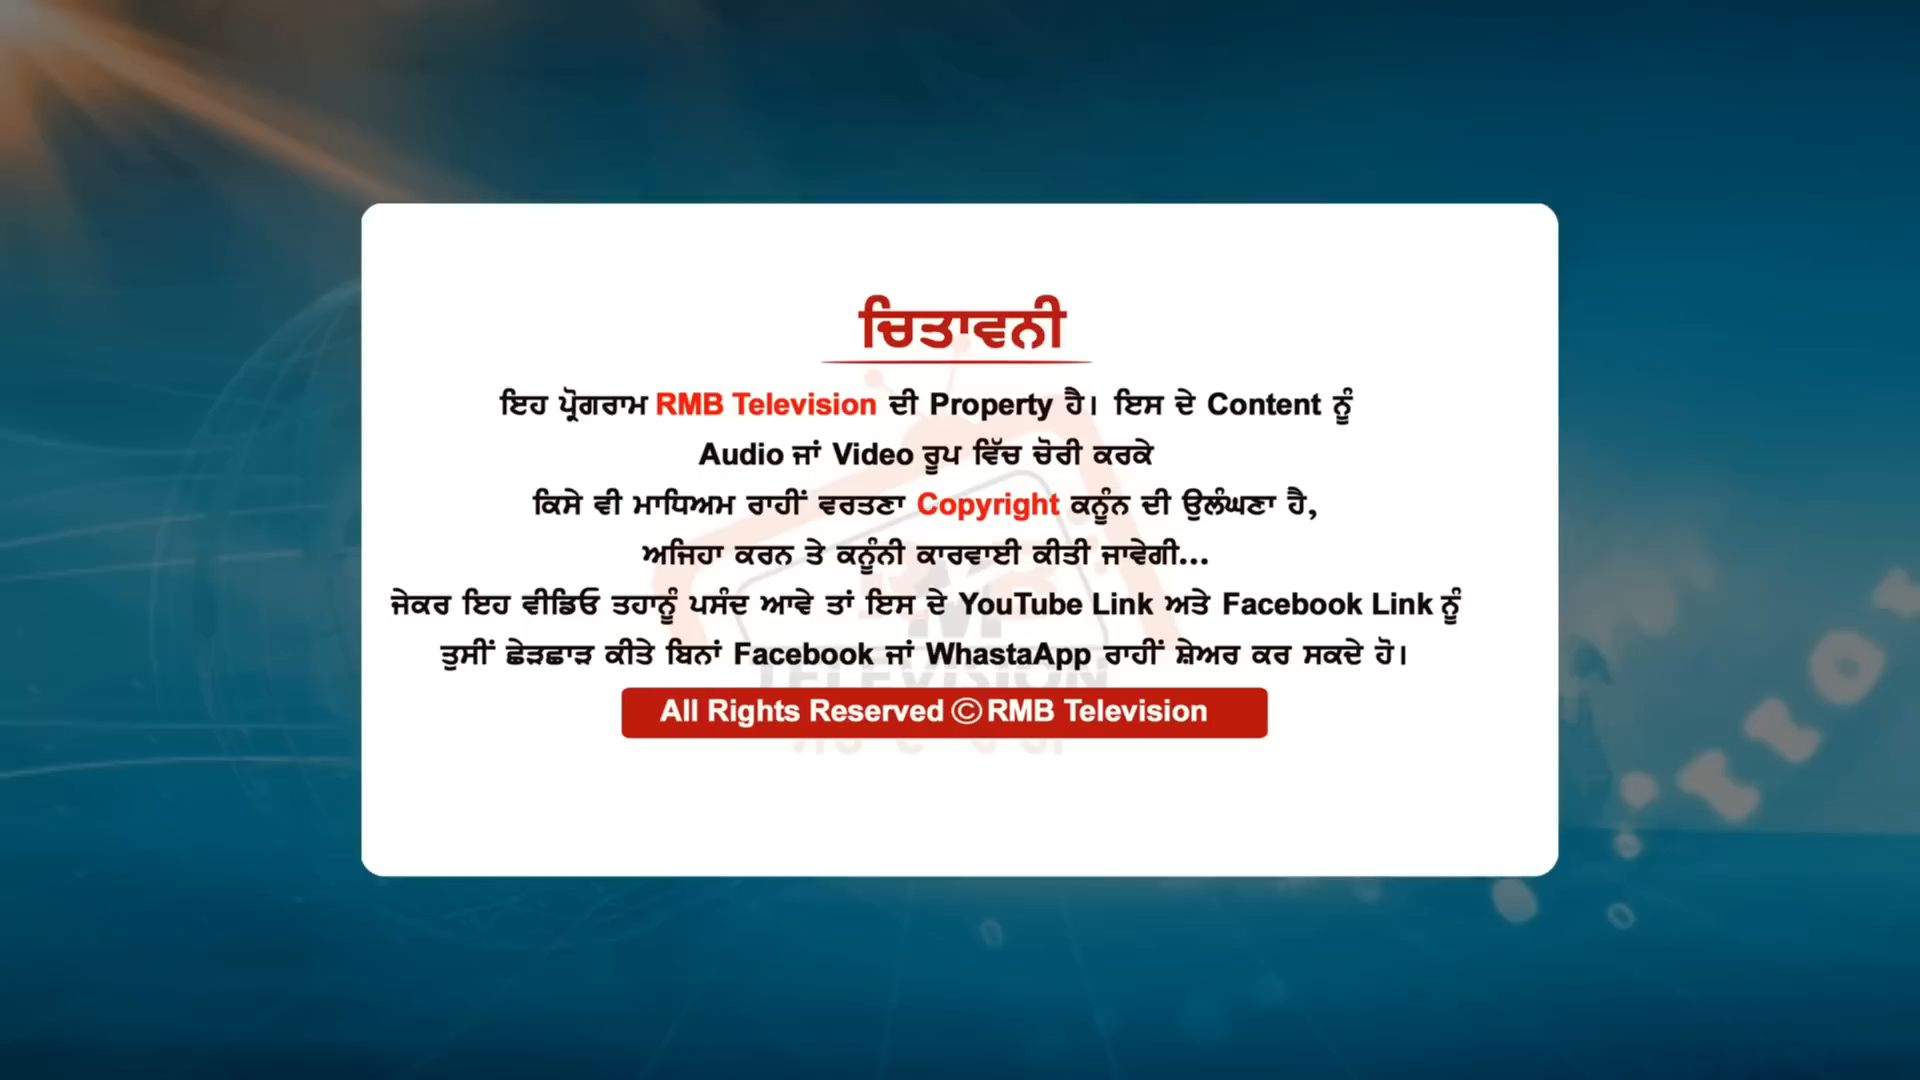 ਚਿਤਾਵਨੀ
ਇਹ ਪ੍ਰੋਗਰਾਮ RMB Television ਦੀ Property ਹੈ। ਇਸ ਦੇ Content ਨੂੰ
Audio ਜਾਂ Video ਰੂਪ ਵਿੱਚ ਚੋਰੀ ਕਰਕੇ
ਕਿਸੇ ਵੀ ਮਾਧਿਅਮ ਰਾਹੀਂ ਵਰਤਣਾ Copyright ਕਨੂੰਨ ਦੀ ਉਲੰਘਣਾ ਹੈ,
ਅਜਿਹਾ ਕਰਨ ਤੇ ਕਨੂੰਨੀ ਕਾਰਵਾਈ ਕੀਤੀ ਜਾਵੇਗੀ...
ਜੇਕਰ ਇਹ ਵੀਡਿਓ ਤਹਾਨੂੰ ਪਸੰਦ ਆਵੇ ਤਾਂ ਇਸ ਦੇ YouTube Link ਅਤੇ Facebook Link ਨੂੰ
ਤੁਸੀਂ ਛੇੜਛਾੜ ਕੀਤੇ ਬਿਨਾਂ Facebook ਜਾਂ WhastaApp ਰਾਹੀਂ ਸ਼ੇਅਰ ਕਰ ਸਕਦੇ ਹੋ।
TELEVISION
All Rights Reserved © RMB Television